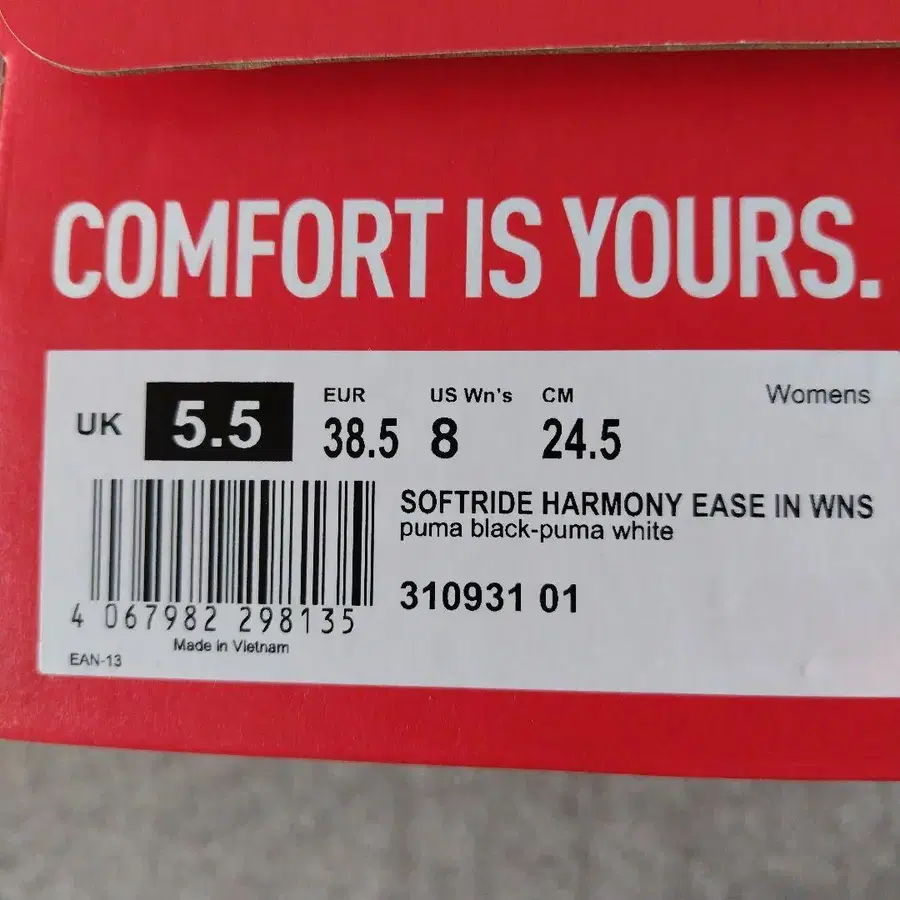 COMFORT IS YOURS.
Womens
EUR US Wn's CM
UK 5.5 38.5 8 24.5
SOFTRIDE HARMONY EASE IN WNS
puma black-puma white
310931 01
4 067982 298135
Made in Vietnam
EAN-13